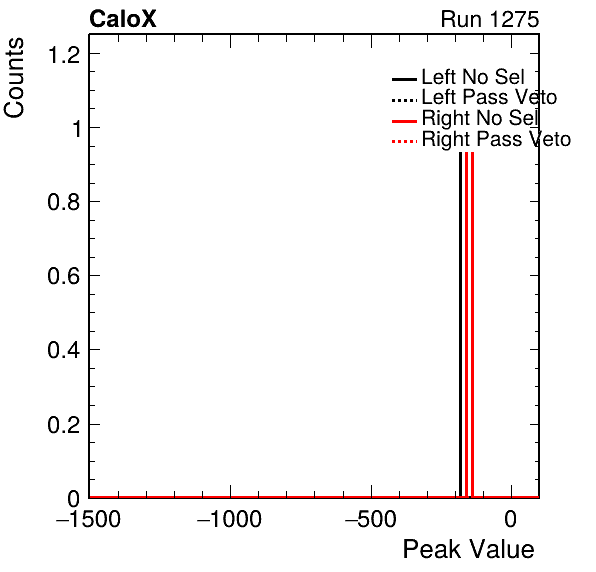 CaloX Run 1275
Counts
1.2
1
0.8
0.6
0.4
0.2
0
Left No Sel
Left Pass Veto
Right No Sel
Right Pass Veto
−1500 −1000 −500 0
Peak Value